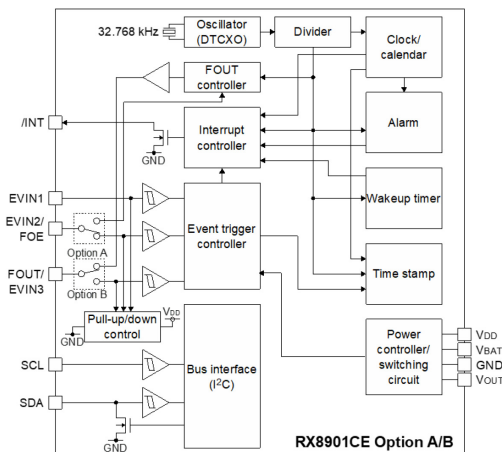 32.768 kHz
Oscillator
(DTCXO)
Divider
Clock/
calendar
FOUT
controller
/INT
GND
Interrupt
controller
Alarm
EVIN1
EVIN2/
FOE
Option A
Event trigger
controller
Wakeup timer
FOUT/
EVIN3
Option B
Time stamp
VDD
Pull-up/down
control
GND
Power
controller/
switching
circuit
VDD
VBAT
GND
VOUT
SCL
Bus interface
(I²C)
SDA
GND
RX8901CE Option A/B